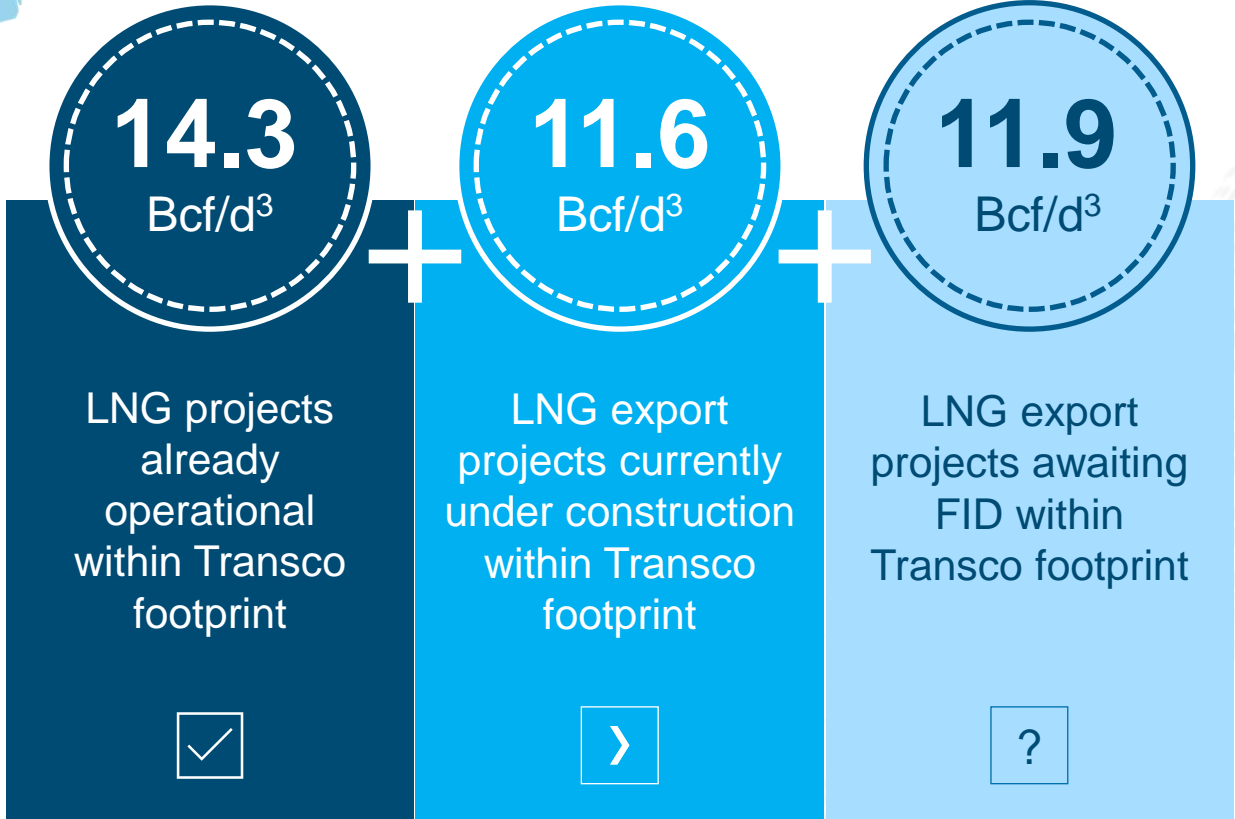 14.3
Bcf/d³
LNG projects
already
operational
within Transco
footprint
11.6
Bcf/d³
LNG export
projects currently
under construction
within Transco
footprint
11.9
Bcf/d³
LNG export
projects awaiting
FID within
Transco footprint
?